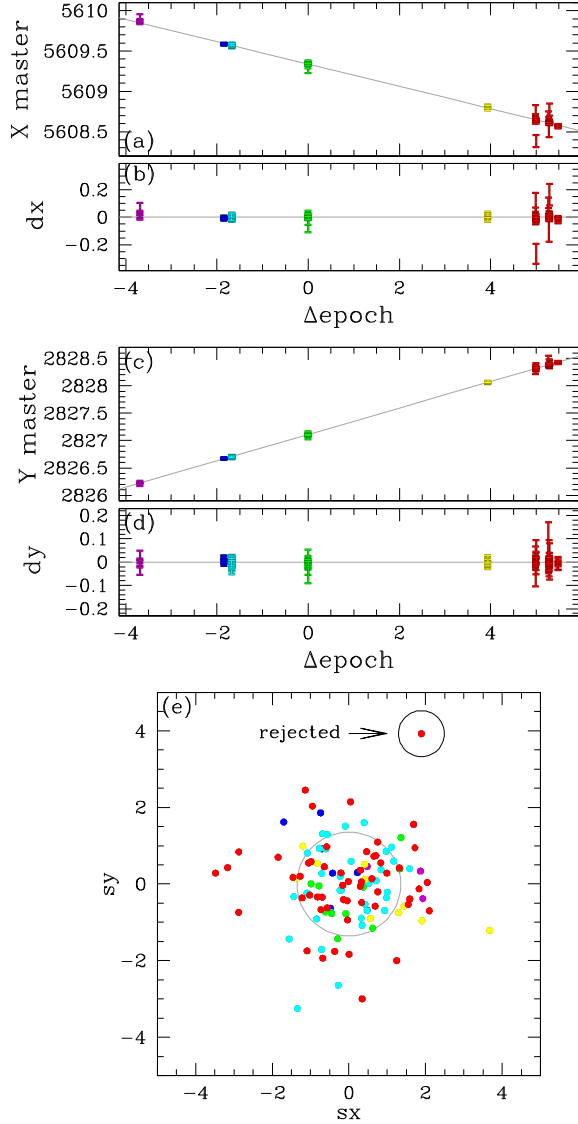 5610
5609.5
5609
5608.5
X master
(a)
(b)
0.2
0
−0.2
dx
−4 −2 0 2 4
Δepoch
2828.5
2828
2827.5
2827
2826.5
2826
Y master
(c)
(d)
0.2
0.1
0
−0.1
−0.2
dy
−4 −2 0 2 4
Δepoch
(e)
rejected
4
2
0
−2
−4
sy
−4 −2 0 2 4
sx